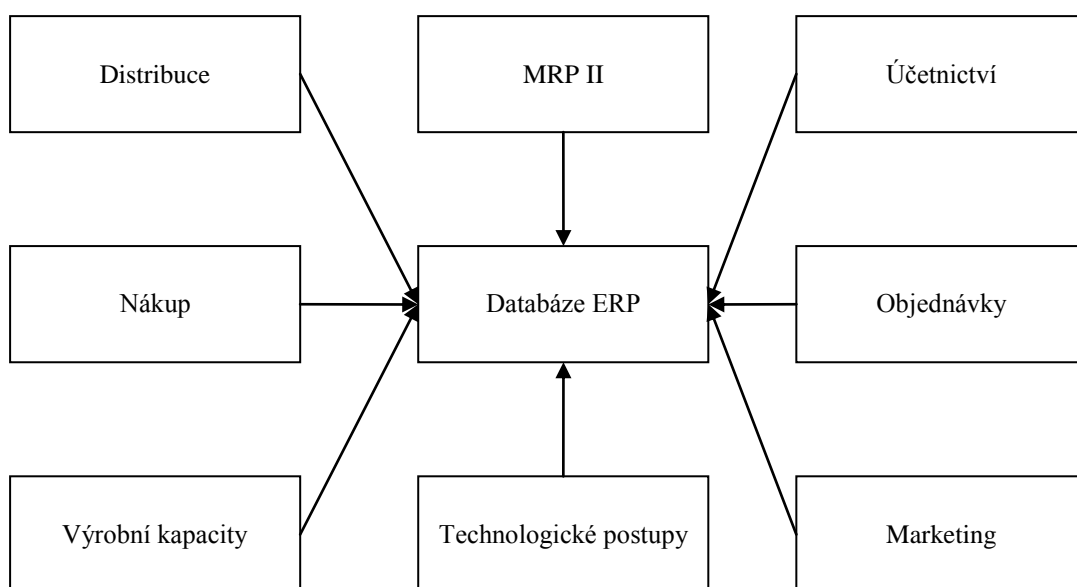 Distribuce
MRP II
Účetnictví
Nákup
Databáze ERP
Objednávky
Výrobní kapacity
Technologické postupy
Marketing